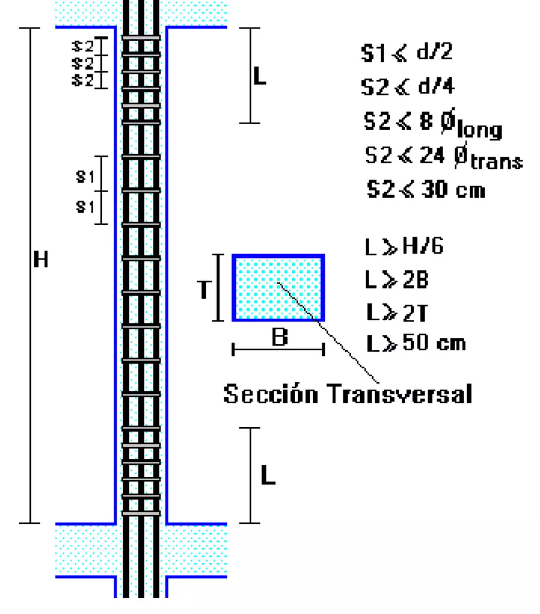 S2
S2
S2
L
S1 ⩽ d/2
S2 ⩽ d/4
S2 ⩽ 8 Ølong
S2 ⩽ 24 Øtrans
S2 ⩽ 30 cm
S1
S1
H
T
B
L ⩾ H/6
L ⩾ 2B
L ⩾ 2T
L ⩾ 50 cm
Sección Transversal
L